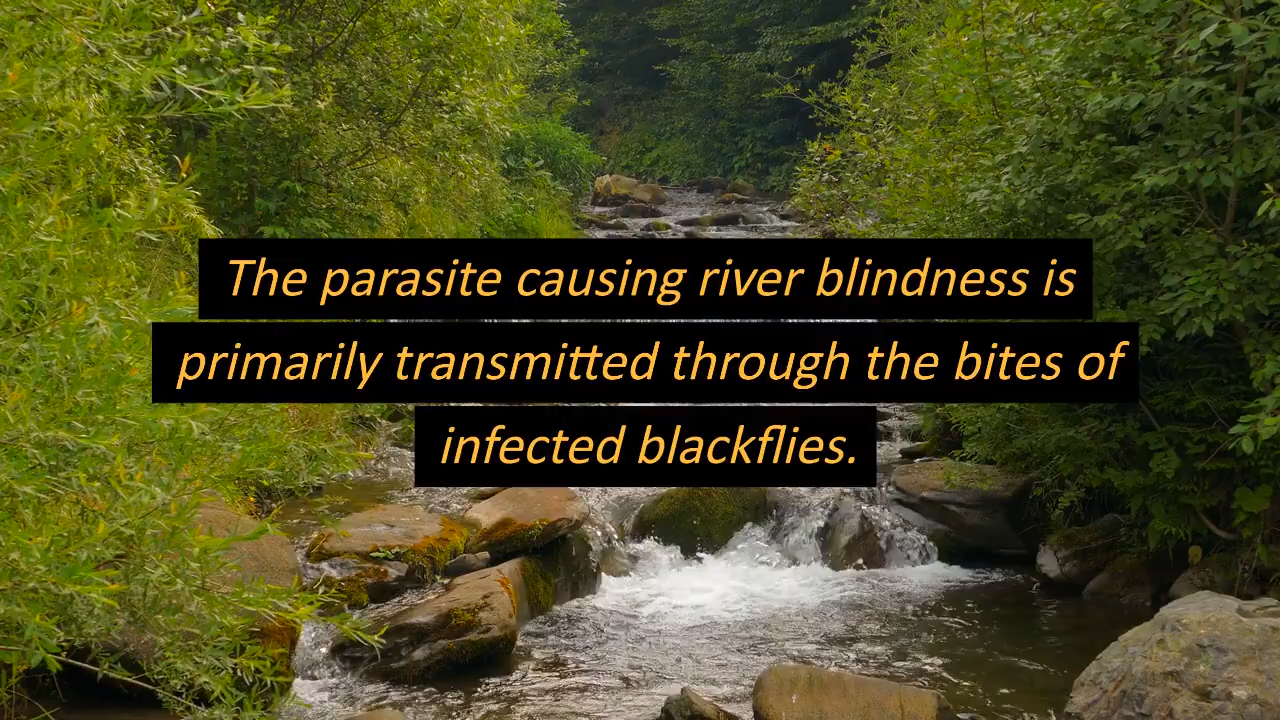 The parasite causing river blindness is
primarily transmitted through the bites of
infected blackflies.